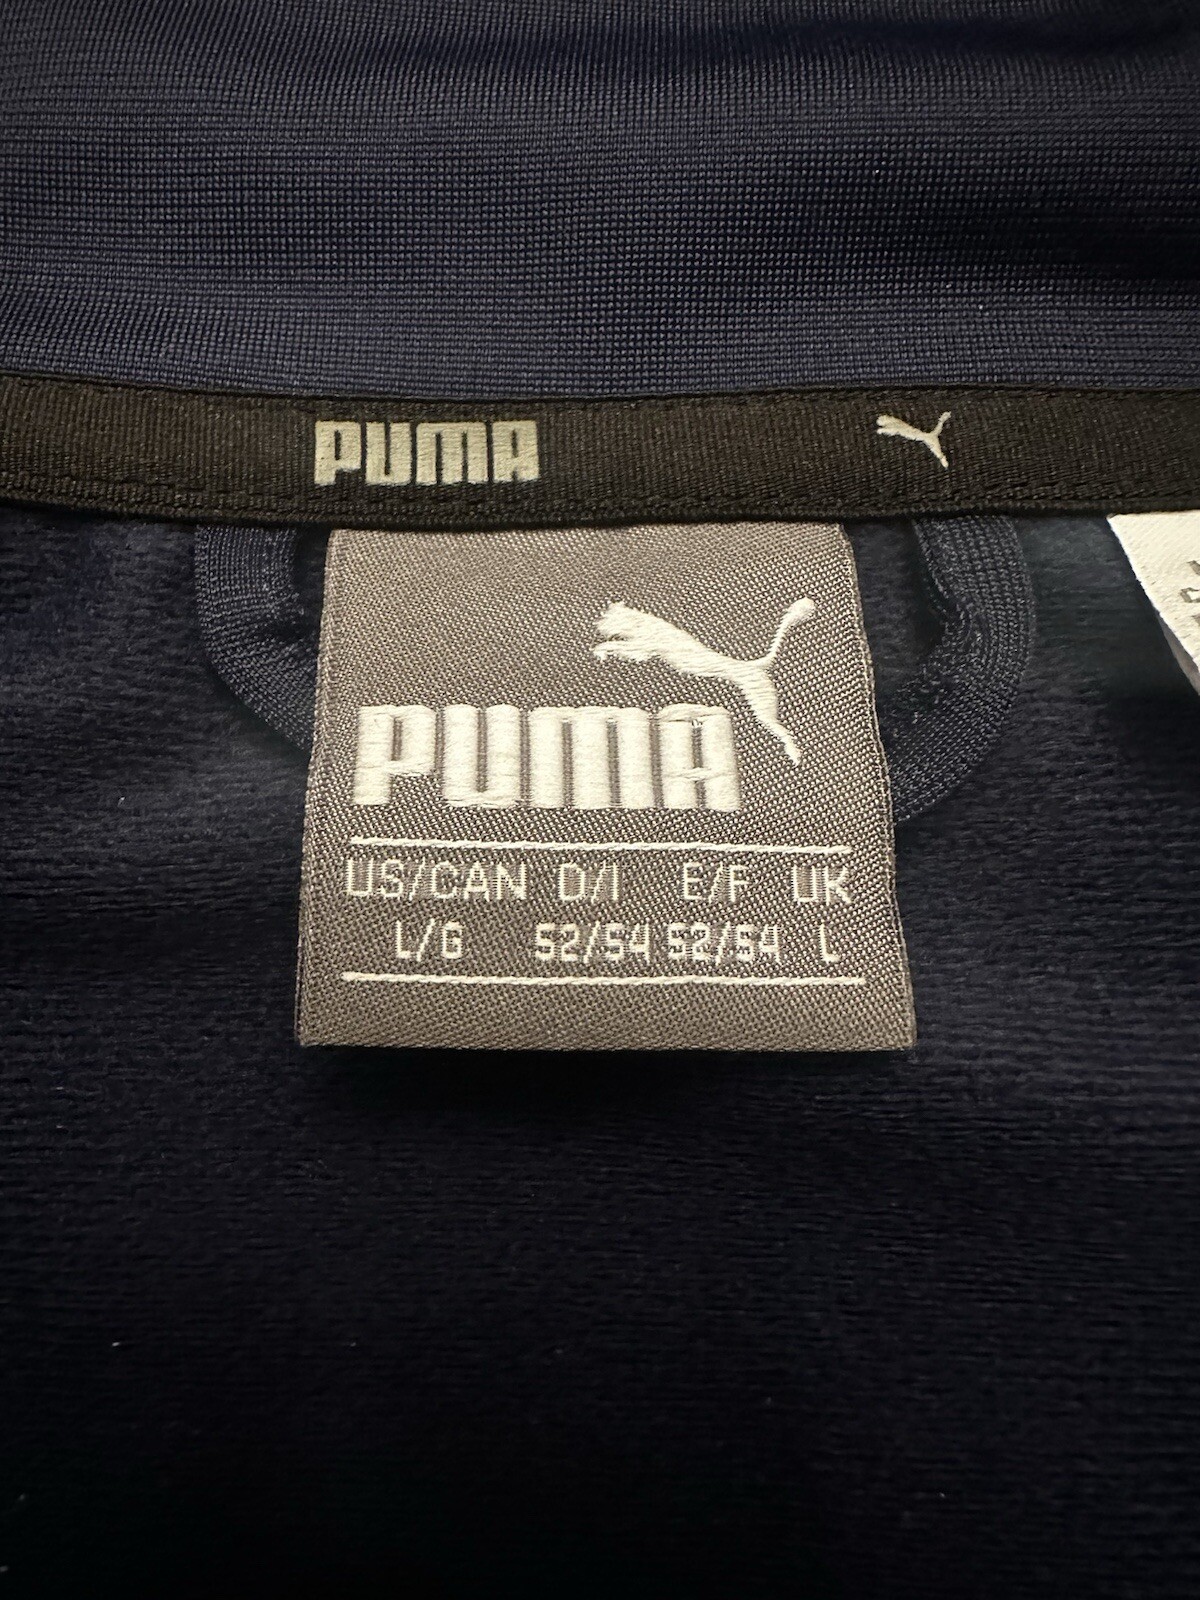 PUMA
PUMA
US/CAN D/I E/F UK
L/G 52/54 52/54 L